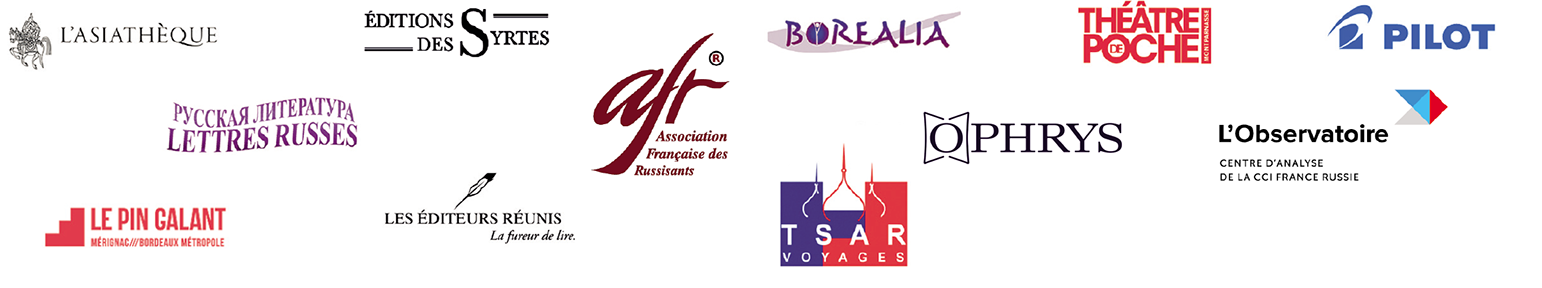 L'ASIATHÈQUE
ÉDITIONS
DES SYRTES
BOREALIA
THÉÂTRE
DE
POCHE
MONTPARNASSE
PILOT
РУССКАЯ ЛИТЕРАТУРА
LETTRES RUSSES
afr®
Association
Française des
Russisants
OPHRYS
L'Observatoire
CENTRE D'ANALYSE
DE LA CCI FRANCE RUSSIE
LE PIN GALANT
MÉRIGNAC///BORDEAUX MÉTROPOLE
LES ÉDITEURS RÉUNIS
La fureur de lire.
TSAR
VOYAGES